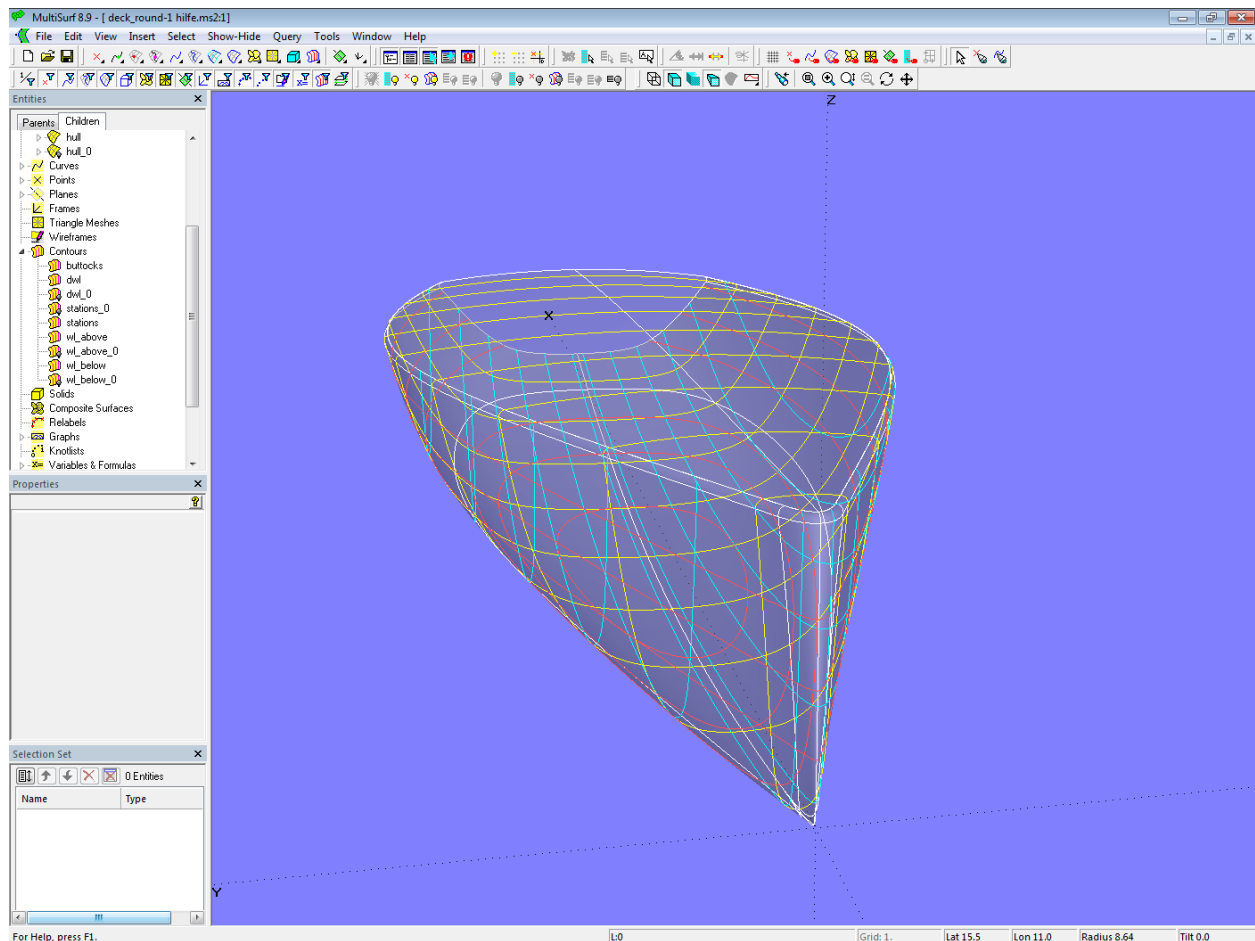 MultiSurf 8.9 - [ deck_round-1 hilfe.ms2:1]
File Edit View Insert Select Show-Hide Query Tools Window Help
Entities
Parents Children
hull
hull_0
Curves
Points
Planes
Frames
Triangle Meshes
Wireframes
Contours
buttocks
dwl
dwl_0
stations_0
stations
wl_above
wl_above_0
wl_below
wl_below_0
Solids
Composite Surfaces
Relabels
Graphs
Knotlists
Variables & Formulas
Properties
Selection Set
0 Entities
Name Type
Z
X
Y
For Help, press F1. L:0 Grid: 1. Lat 15.5 Lon 11.0 Radius 8.64 Tilt 0.0